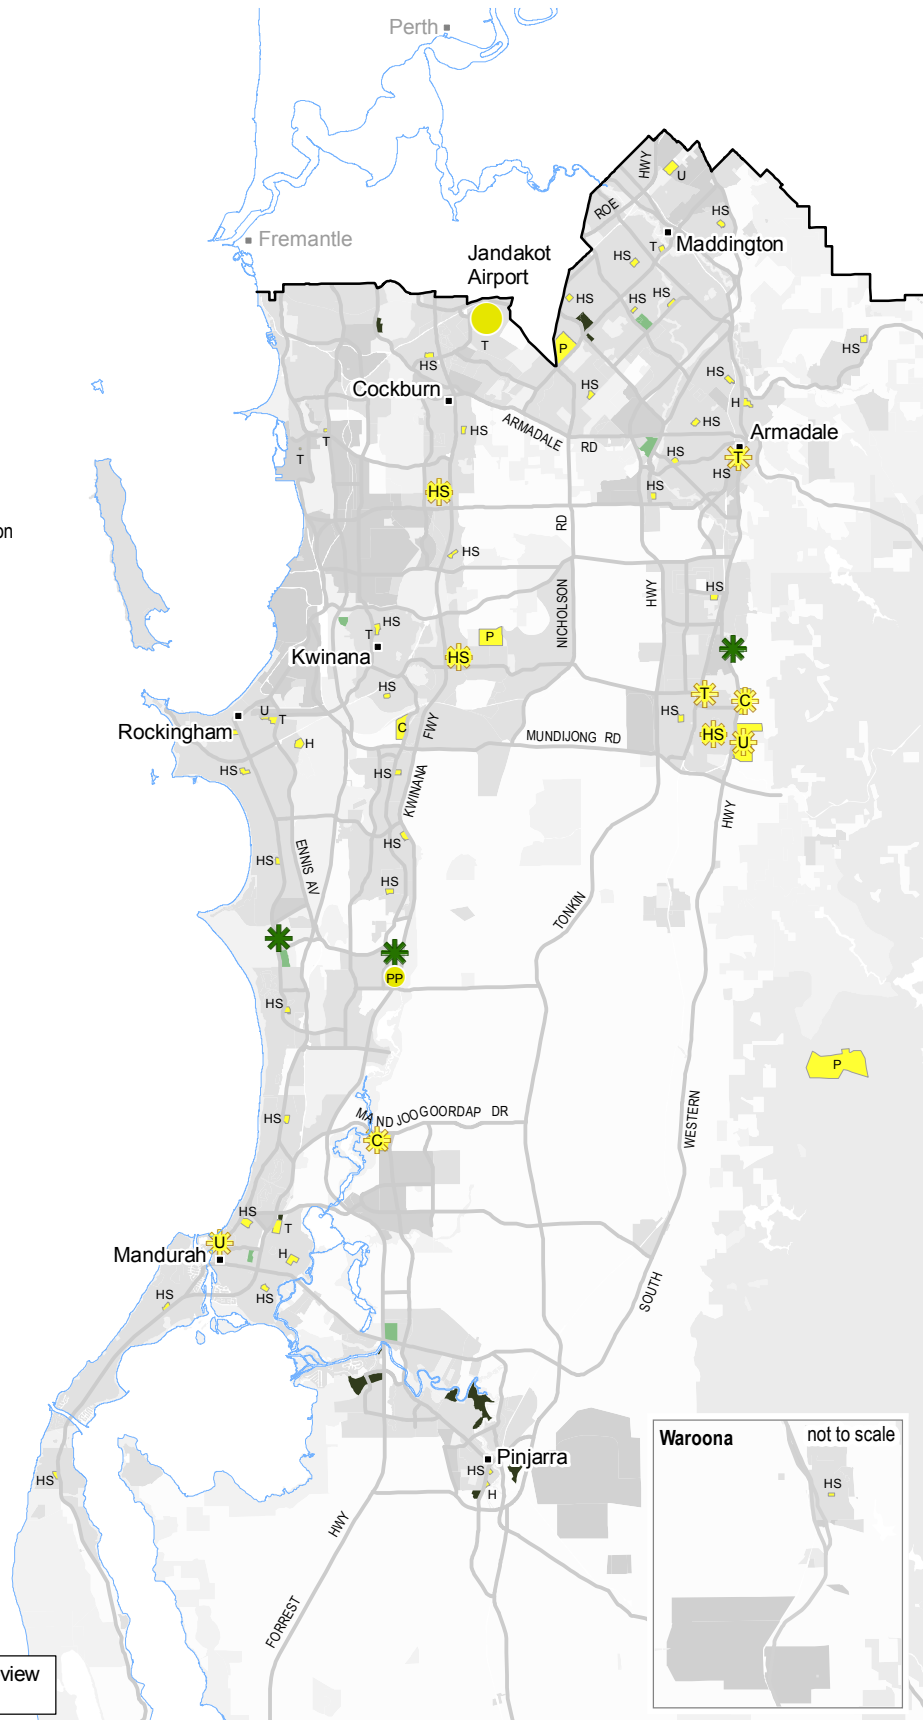 Perth
HWY
U
ROE
HS
Fremantle
T
Maddington
Jandakot
Airport
HS
HS
HS
HS
T
P
HS
HS
HS
Cockburn
HS
H
HS
ARMADALE
RD
HS
Armadale
T
T
HS
T
HS
HS
HS
on
RD
HS
NICHOLSON
HWY
HS
HS
T
P
Kwinana
HS
HS
T
C
U
T
HS
C
Rockingham
FWY
HS
U
H
MUNDIJONG RD
HS
HS
KWINANA
HWY
HS
ENNIS AV
HS
HS
TONKIN
PP
HS
P
MANDJOOGOORDAP DR
HS
WESTERN
C
HS
T
U
Mandurah
H
HS
HS
SOUTH
Waroona
not to scale
Pinjarra
HS
HS
HS
H
HWY
FORREST
view